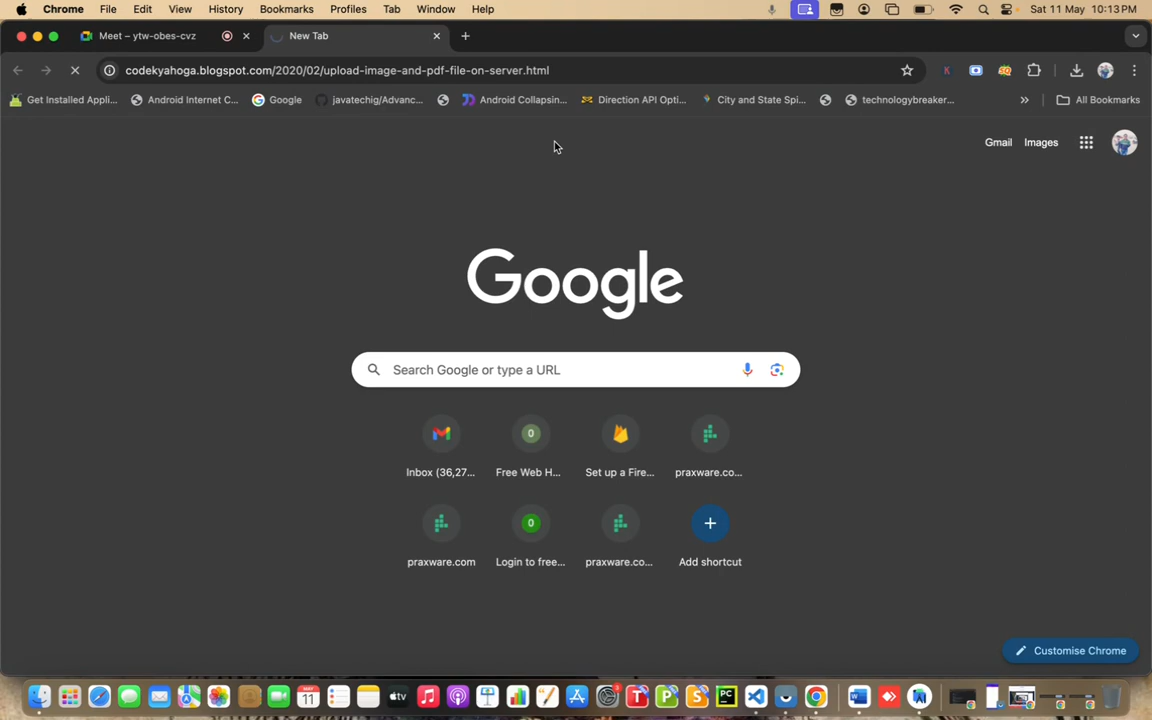 Chrome File Edit View History Bookmarks Profiles Tab Window Help Sat 11 May 10:13 PM
Meet – ytw-obes-cvz New Tab
codekyahoga.blogspot.com/2020/02/upload-image-and-pdf-file-on-server.html
Get Installed Appli... Android Internet C... Google javatechig/Advanc... Android Collapsin... Direction API Opti... City and State Spi... technologybreaker... All Bookmarks
Gmail Images
Google
Search Google or type a URL
Inbox (36,27... Free Web H... Set up a Fire... praxware.co...
praxware.com Login to free... praxware.co... Add shortcut
Customise Chrome